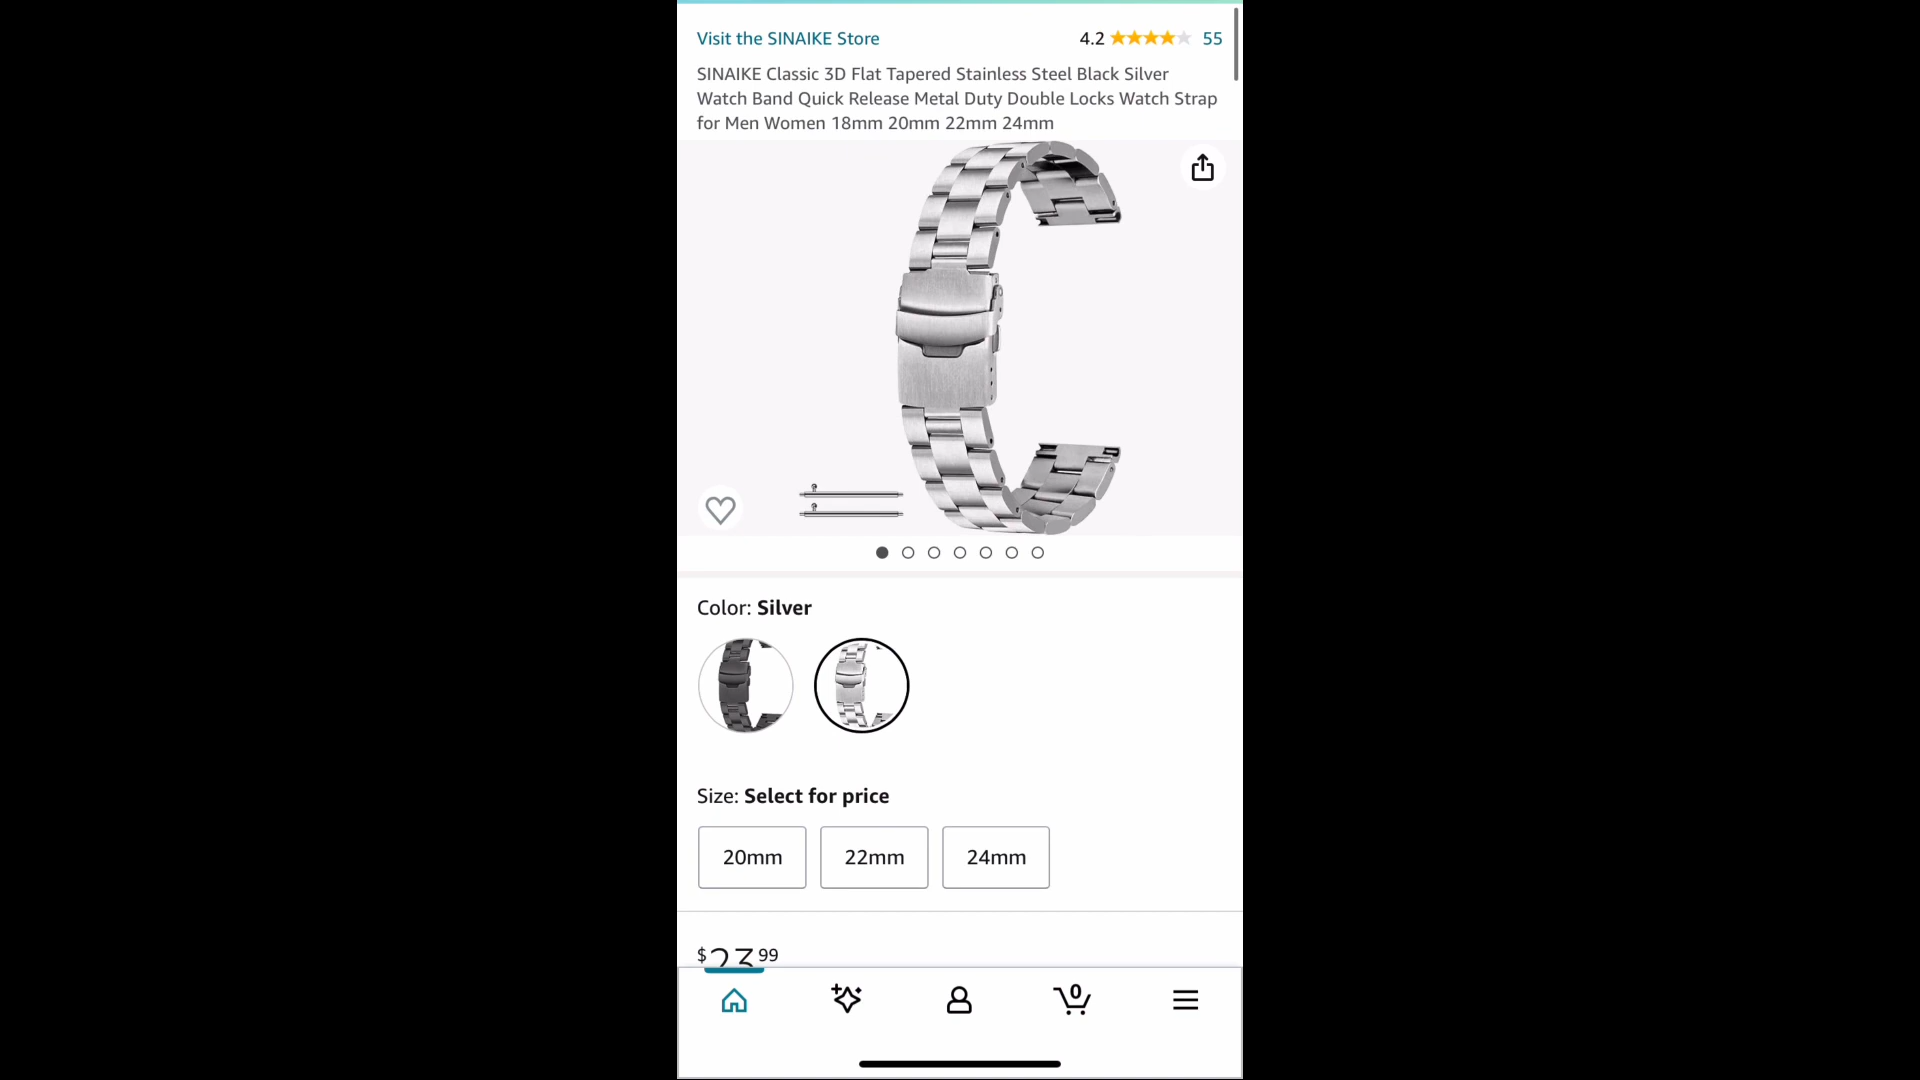 Visit the SINAIKE Store
4.2 55
SINAIKE Classic 3D Flat Tapered Stainless Steel Black Silver
Watch Band Quick Release Metal Duty Double Locks Watch Strap
for Men Women 18mm 20mm 22mm 24mm
Color: Silver
Size: Select for price
20mm 22mm 24mm
$23.99
0